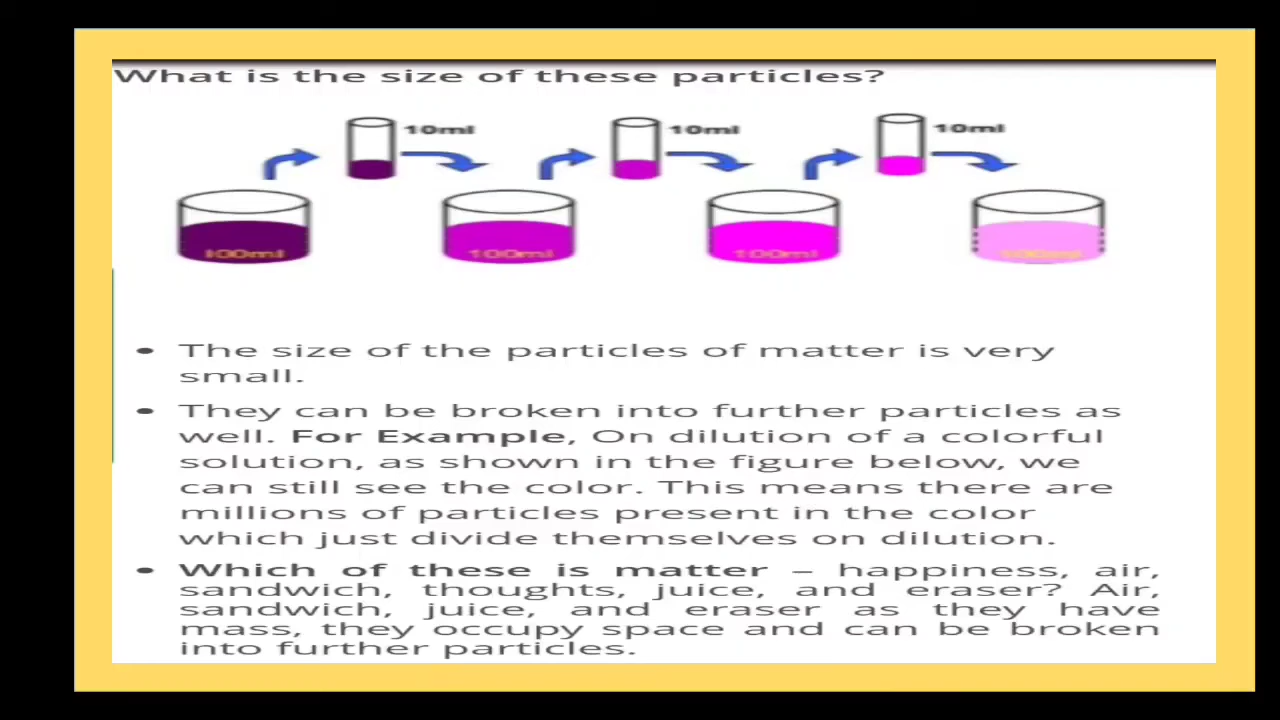 What is the size of these particles?
10ml 10ml 10ml
100ml 100ml 100ml 100ml
• The size of the particles of matter is very
small.
• They can be broken into further particles as
well. For Example, On dilution of a colorful
solution, as shown in the figure below, we
can still see the color. This means there are
millions of particles present in the color
which just divide themselves on dilution.
• Which of these is matter – happiness, air,
sandwich, thoughts, juice, and eraser? Air,
sandwich, juice, and eraser as they have
mass, they occupy space and can be broken
into further particles.